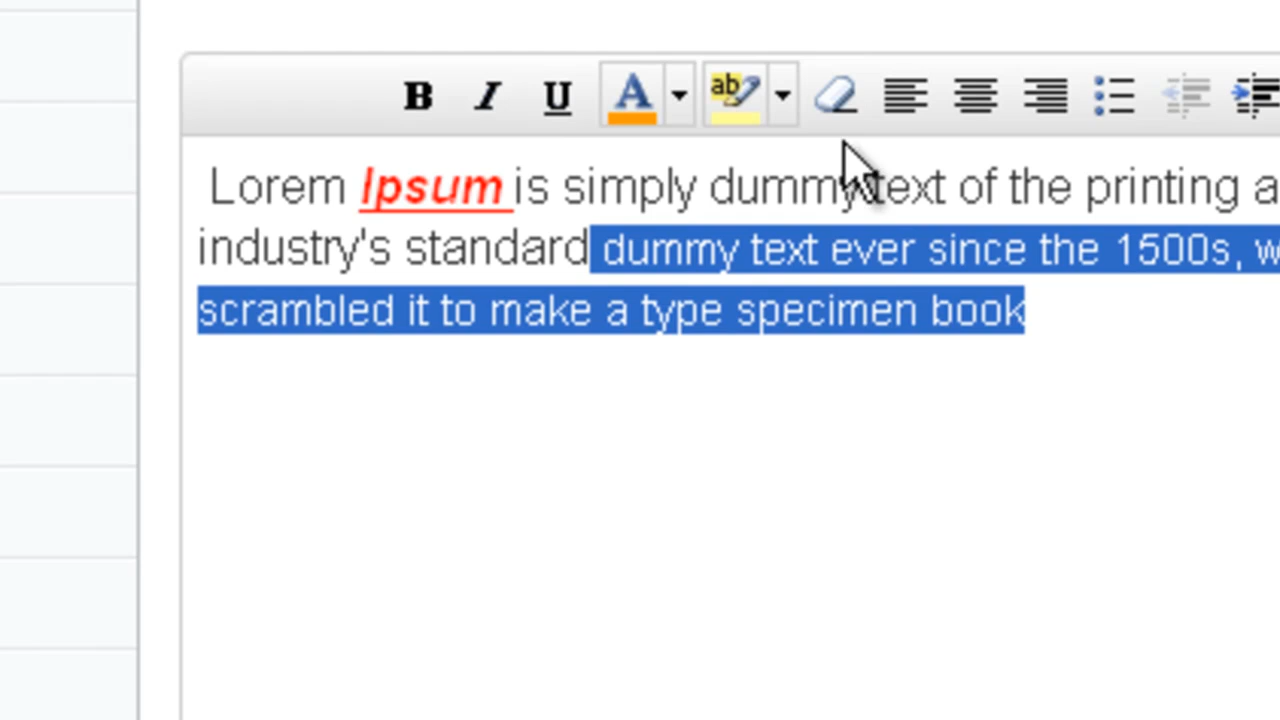 B I U A ab
Lorem Ipsum is simply dummy text of the printing
industry's standard dummy text ever since the 1500s,
scrambled it to make a type specimen book